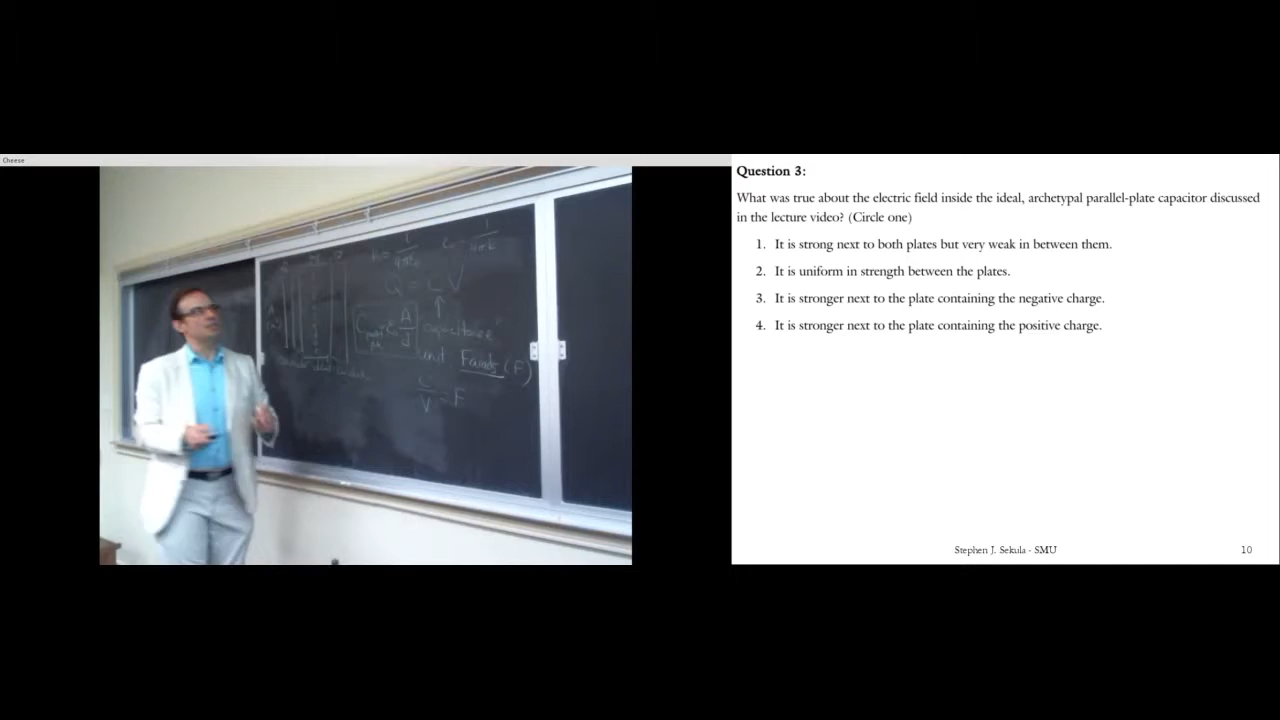 Cheese
Q = C V
"capacitance"
Farads (F)
C/V = F
Question 3:
What was true about the electric field inside the ideal, archetypal parallel-plate capacitor discussed
in the lecture video? (Circle one)
1. It is strong next to both plates but very weak in between them.
2. It is uniform in strength between the plates.
3. It is stronger next to the plate containing the negative charge.
4. It is stronger next to the plate containing the positive charge.
Stephen J. Sekula - SMU
10